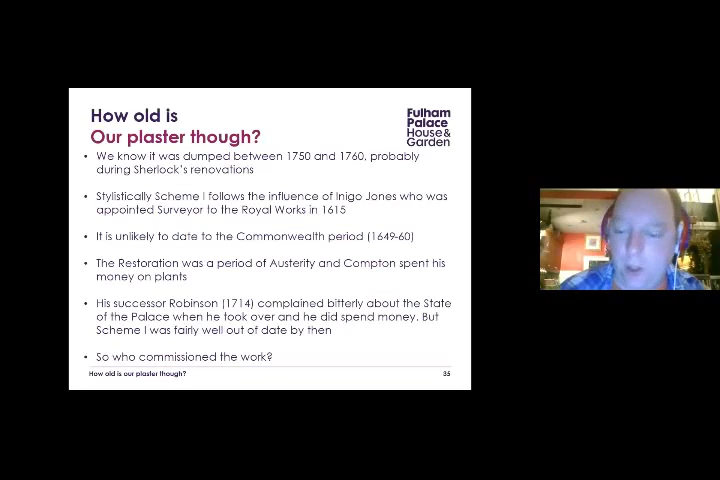 How old is
Our plaster though?
Fulham
Palace
House &
Garden
• We know it was dumped between 1750 and 1760, probably
during Sherlock's renovations
• Stylistically Scheme I follows the influence of Inigo Jones who was
appointed Surveyor to the Royal Works in 1615
• It is unlikely to date to the Commonwealth period (1649-60)
• The Restoration was a period of Austerity and Compton spent his
money on plants
• His successor Robinson (1714) complained bitterly about the State
of the Palace when he took over and he did spend money. But
Scheme I was fairly well out of date by then
• So who commissioned the work?
How old is our plaster though?
35